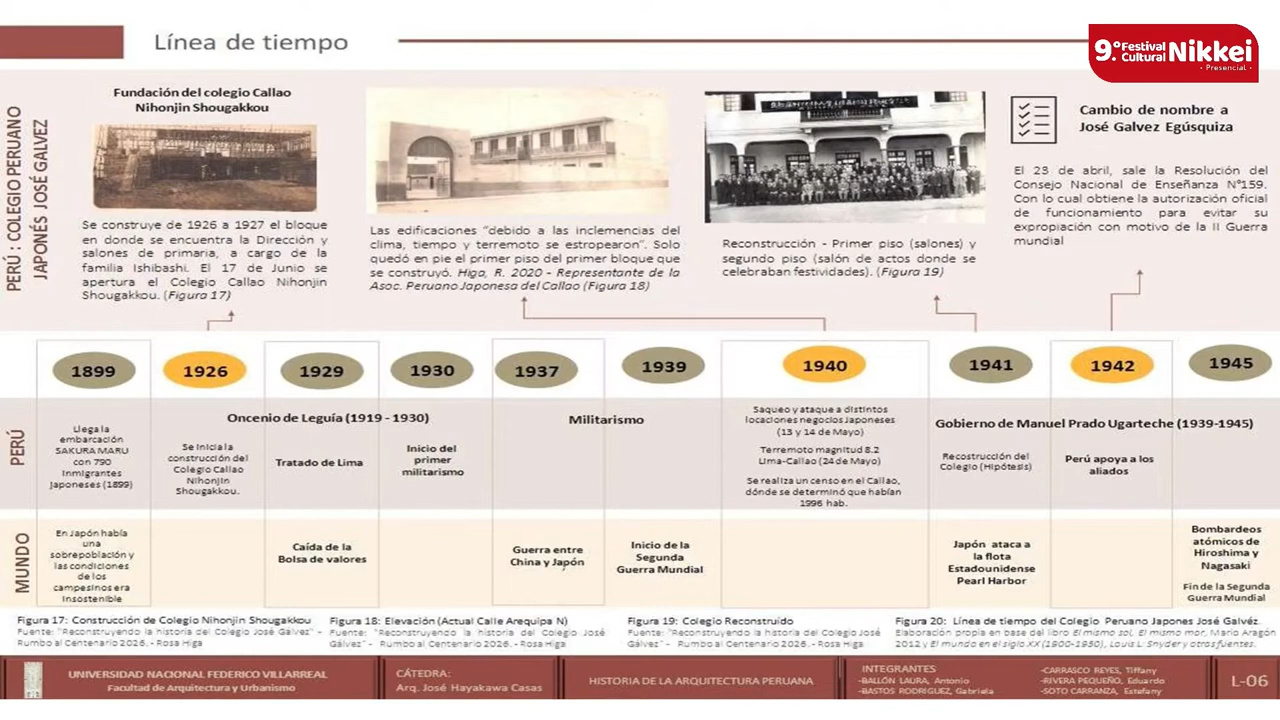 Línea de tiempo
9.º Festival Cultural Nikkei
· Presencial ·
PERÚ : COLEGIO PERUANO
JAPONÉS JOSÉ GALVEZ
Fundación del colegio Callao
Nihonjin Shougakkou
Se construye de 1926 a 1927 el bloque
en donde se encuentra la Dirección y
salones de primaria, a cargo de la
familia Ishibashi. El 17 de Junio se
apertura el Colegio Callao Nihonjin
Shougakkou. (Figura 17)
Las edificaciones “debido a las inclemencias del
clima, tiempo y terremoto se estropearon”. Solo
quedó en pie el primer piso del primer bloque que
se construyó. Higa, R. 2020 - Representante de la
Asoc. Peruano Japonesa del Callao (Figura 18)
Reconstrucción - Primer piso (salones) y
segundo piso (salón de actos donde se
celebraban festividades). (Figura 19)
Cambio de nombre a
José Galvez Egúsquiza
El 23 de abril, sale la Resolución del
Consejo Nacional de Enseñanza N°159.
Con lo cual obtiene la autorización oficial
de funcionamiento para evitar su
expropiación con motivo de la II Guerra
mundial
1899
1926
1929
1930
1937
1939
1940
1941
1942
1945
PERÚ
Llega la
embarcación
SAKURA MARU
con 790
Inmigrantes
Japoneses (1899)
Oncenio de Leguía (1919 - 1930)
Se inicia la
construcción del
Colegio Callao
Nihonjin
Shougakkou.
Tratado de Lima
Inicio del
primer
militarismo
Militarismo
Saqueo y ataque a distintos
locaciones negocios Japoneses
(13 y 14 de Mayo)
Terremoto magnitud 8.2
Lima-Callao (24 de Mayo)
Se realiza un censo en el Callao,
dónde se determinó que habían
1996 hab.
Gobierno de Manuel Prado Ugarteche (1939-1945)
Recostrucción del
Colegio (Hipótesis)
Perú apoya a los
aliados
MUNDO
En Japón había
una
sobrepoblación y
las condiciones
de los
campesinos era
insostenible
Caída de la
Bolsa de valores
Guerra entre
China y Japón
Inicio de la
Segunda
Guerra Mundial
Japón ataca a
la flota
Estadounidense
Pearl Harbor
Bombardeos
atómicos de
Hiroshima y
Nagasaki
Fin de la Segunda
Guerra Mundial
Figura 17: Construcción de Colegio Nihonjin Shougakkou
Fuente: “Reconstruyendo la historia del Colegio José Gálvez” -
Rumbo al Centenario 2026. - Rosa Higa
Figura 18: Elevación (Actual Calle Arequipa N)
Fuente: “Reconstruyendo la historia del Colegio José
Gálvez” - Rumbo al Centenario 2026. - Rosa Higa
Figura 19: Colegio Reconstruído
Fuente: “Reconstruyendo la historia del Colegio José
Gálvez” - Rumbo al Centenario 2026. - Rosa Higa
Figura 20: Línea de tiempo del Colegio Peruano Japones José Galvéz.
Elaboración propia en base del libro El mismo sol, El mismo mar, Mario Aragón
2012 y El mundo en el siglo XX (1900-1950), Louis L. Snyder y otros fuentes.
UNIVERSIDAD NACIONAL FEDERICO VILLARREAL
Facultad de Arquitectura y Urbanismo
CÁTEDRA:
Arq. José Hayakawa Casas
HISTORIA DE LA ARQUITECTURA PERUANA
INTEGRANTES
-BALLÓN LAURA, Antonio
-BASTOS RODRIGUEZ, Gabriela
-CARRASCO REYES, Tiffany
-RIVERA PEQUEÑO, Eduardo
-SOTO CARRANZA, Estefany
L-06